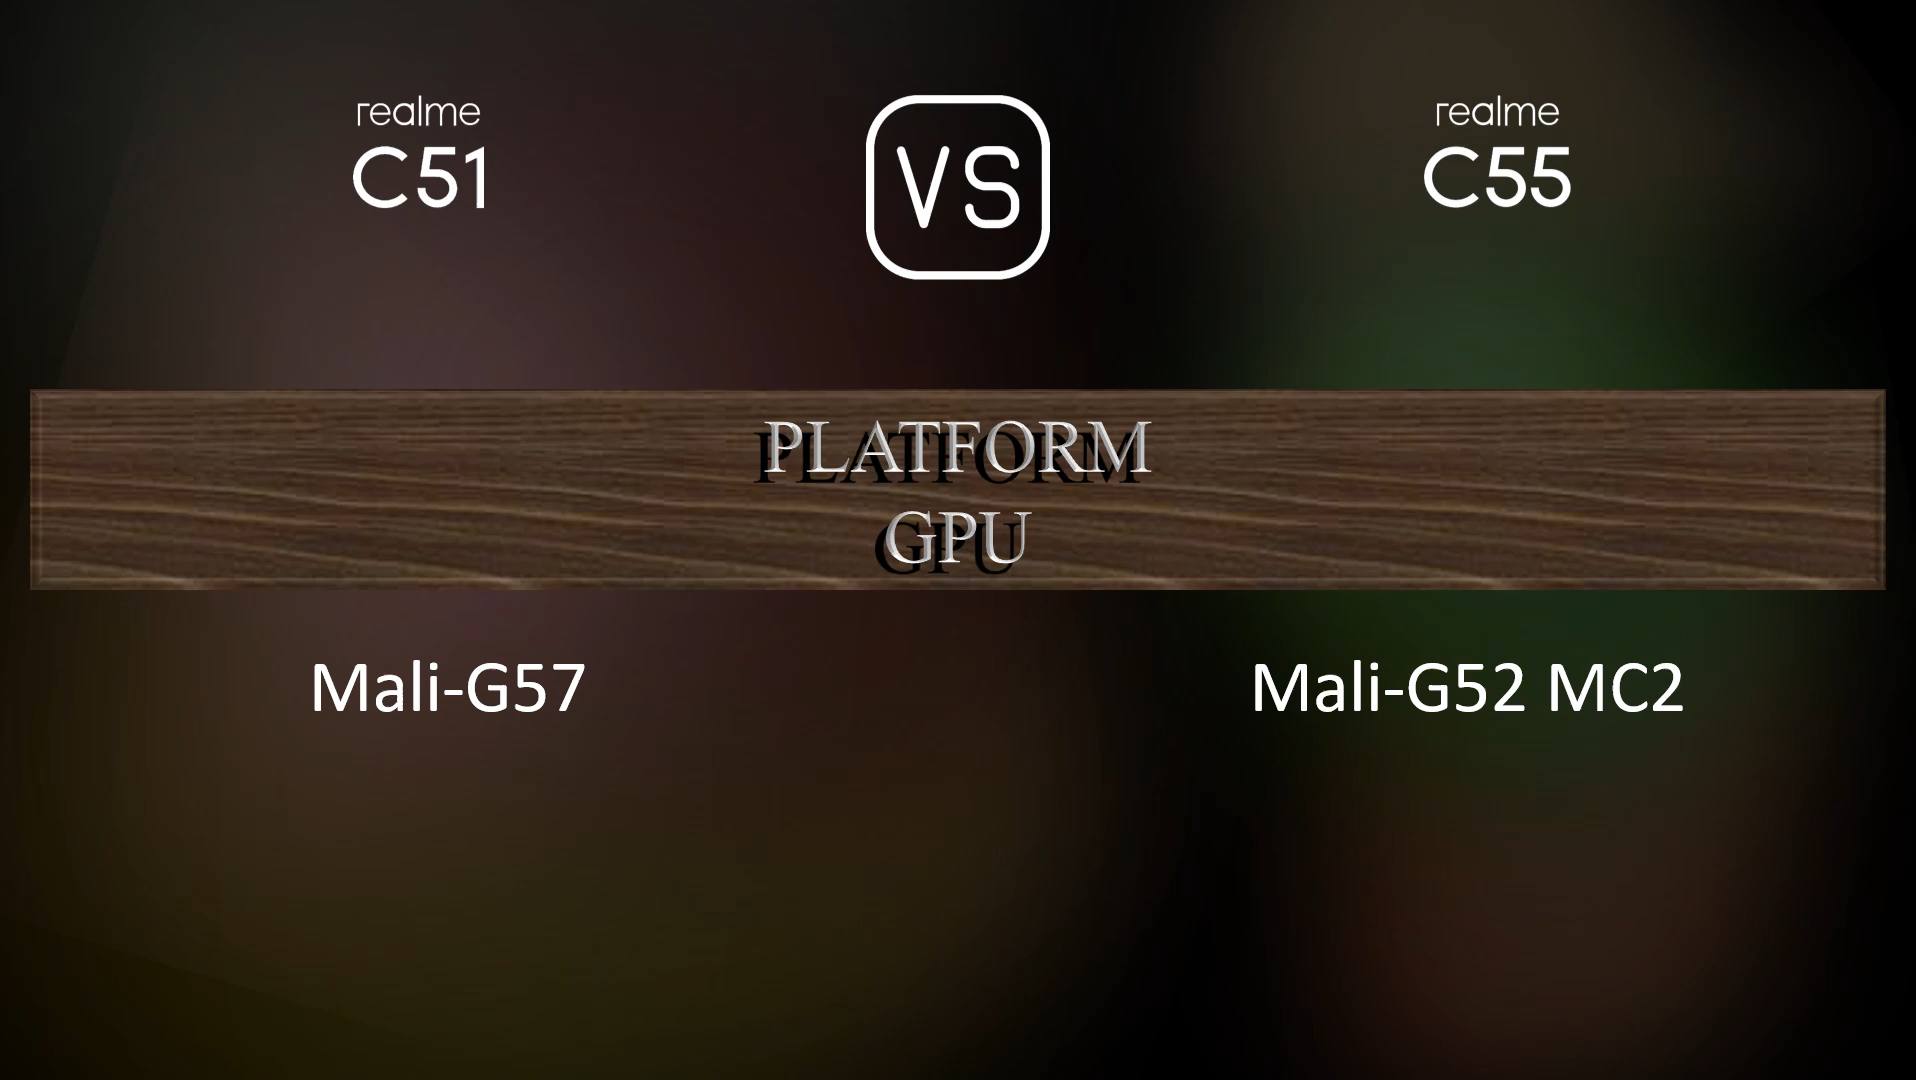 realme
C51
VS
realme
C55
PLATFORM
GPU
Mali-G57
Mali-G52 MC2